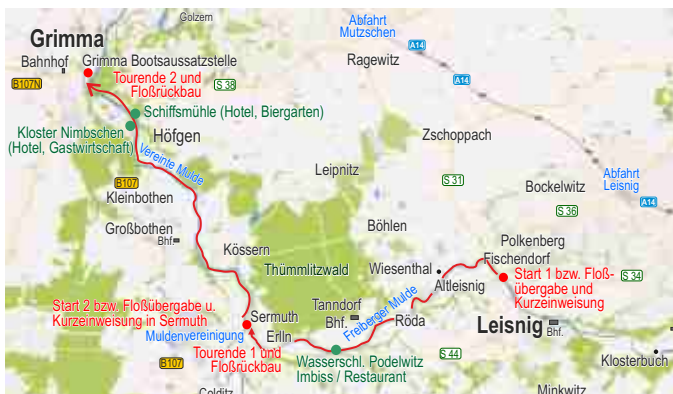 Golzern
Abfahrt
Mutzschen
A14
Grimma
Bahnhof
Grimma Bootsaussatzstelle
Ragewitz
B107N
Tourende 2 und
Floßrückbau
S 38
A14
Schiffsmühle (Hotel, Biergarten)
Kloster Nimbschen
(Hotel, Gastwirtschaft)
Höfgen
Zschoppach
Vereinte Mulde
Leipnitz
Abfahrt
Leisnig
B107
S 31
Bockelwitz
A14
Kleinbothen
S 36
Großbothen
Bhf.
Böhlen
Polkenberg
Kössern
Fischendorf
Thümmlitzwald
Wiesenthal
Start 1 bzw. Floß-
übergabe und
Kurzeinweisung
S 34
Altleisnig
Start 2 bzw. Floßübergabe u.
Kurzeinweisung in Sermuth
Tanndorf
Bhf.
Freiberger Mulde
Sermuth
Röda
Leisnig
Bhf.
Muldenvereinigung
Erlln
Tourende 1 und
Floßrückbau
Wasserschl. Podelwitz
Imbiss / Restaurant
S 44
Klosterbuch
B107
Colditz
Minkwitz